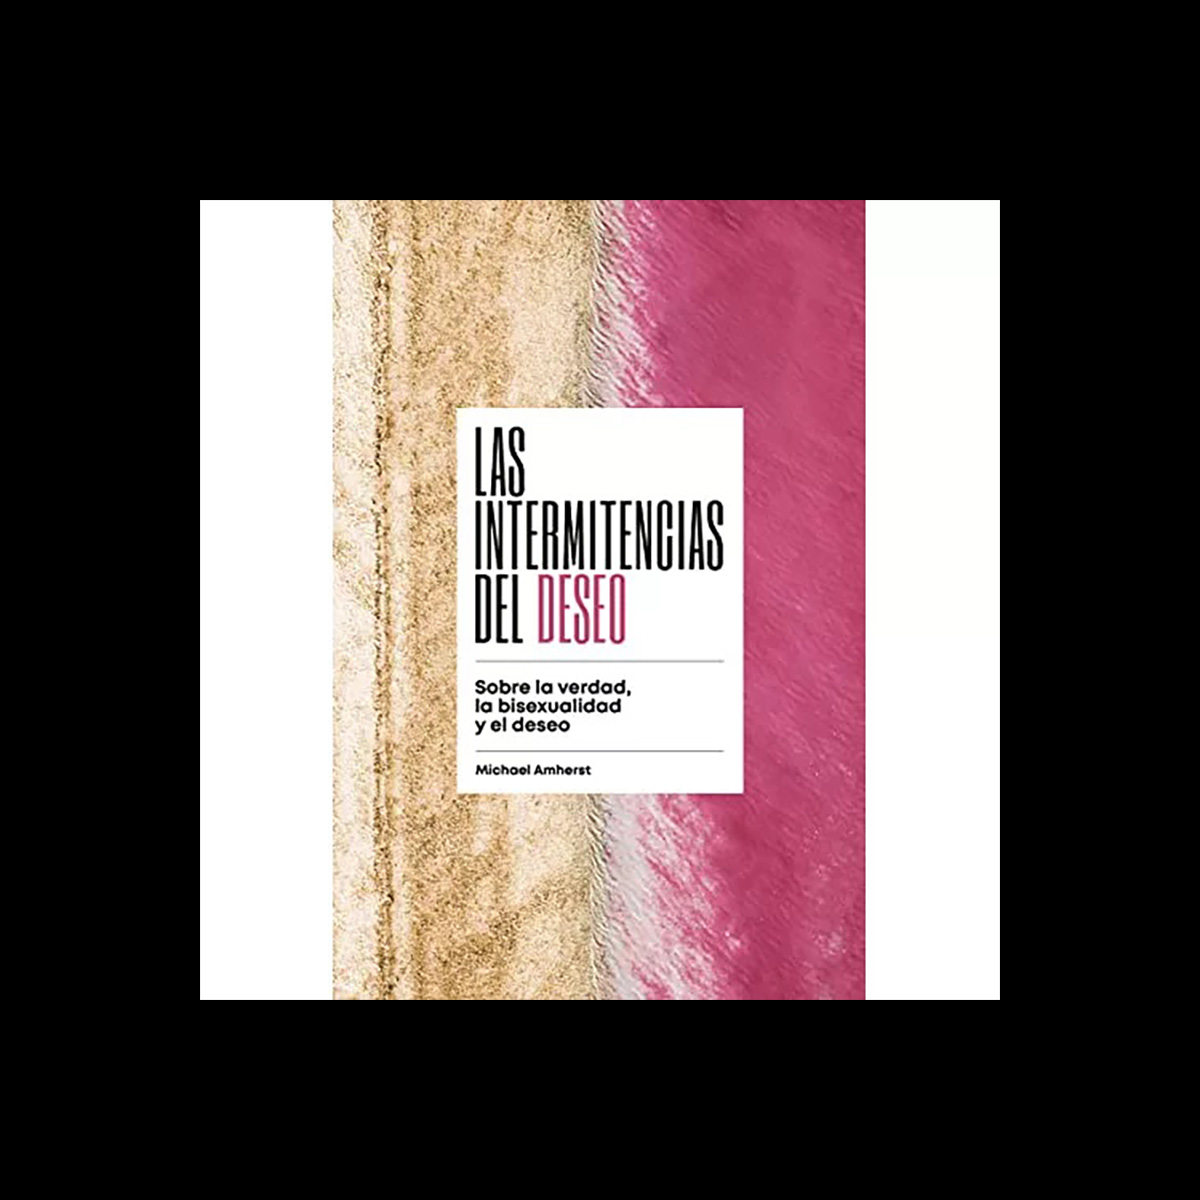 LAS
INTERMITENCIAS
DEL DESEO
Sobre la verdad,
la bisexualidad
y el deseo
Michael Amherst